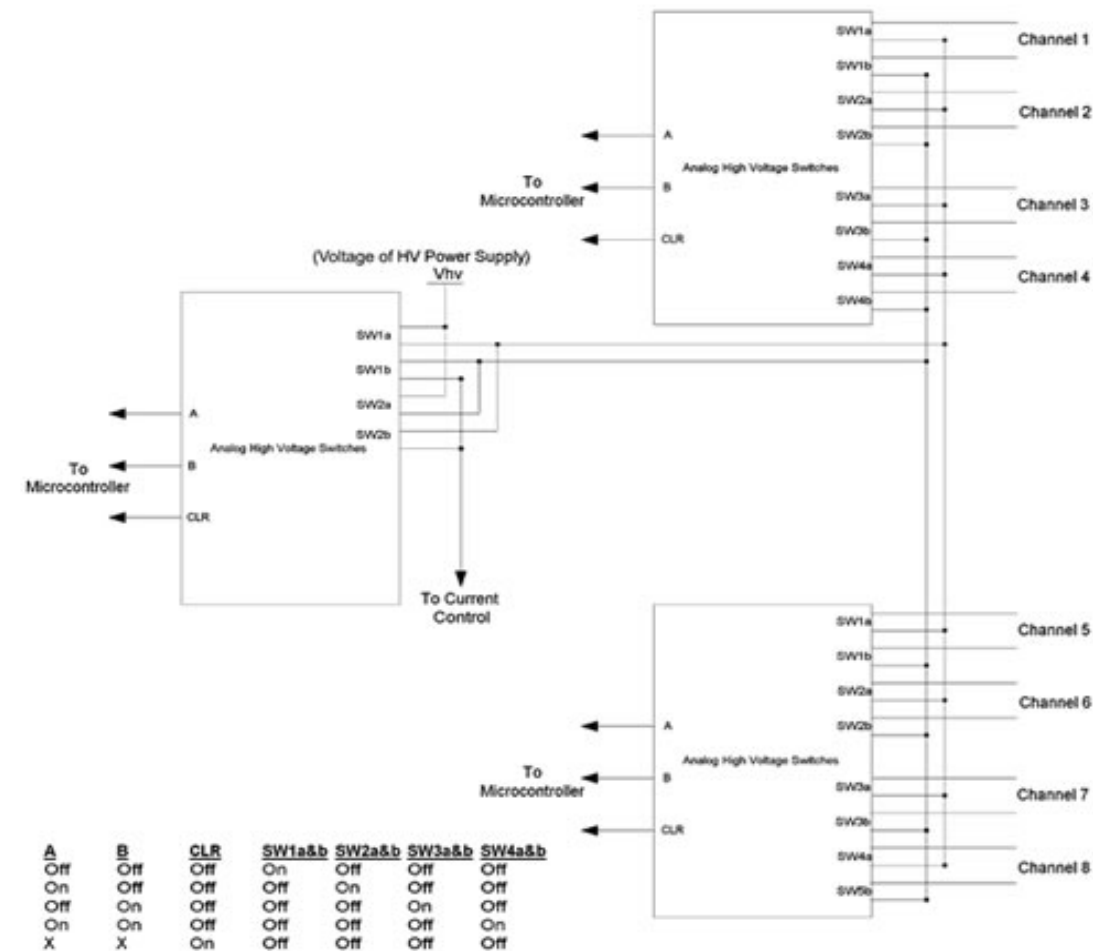 SW1a
Channel 1
SW1b
SW2a
Channel 2
SW2b
A
Analog High Voltage Switches
To
Microcontroller
B
SW3a
Channel 3
SW3b
CLR
SW4a
Channel 4
SW4b
(Voltage of HV Power Supply)
Vhv
SW1a
SW1b
SW2a
SW2b
A
Analog High Voltage Switches
To
Microcontroller
B
CLR
To Current
Control
SW1a
Channel 5
SW1b
SW2a
Channel 6
SW2b
A
Analog High Voltage Switches
To
Microcontroller
B
SW3a
Channel 7
SW3b
CLR
SW4a
Channel 8
SW5b
A B CLR SW1a&b SW2a&b SW3a&b SW4a&b
Off Off Off On Off Off Off
On Off Off Off On Off Off
Off On Off Off Off On Off
On On Off Off Off Off On
X X On Off Off Off Off